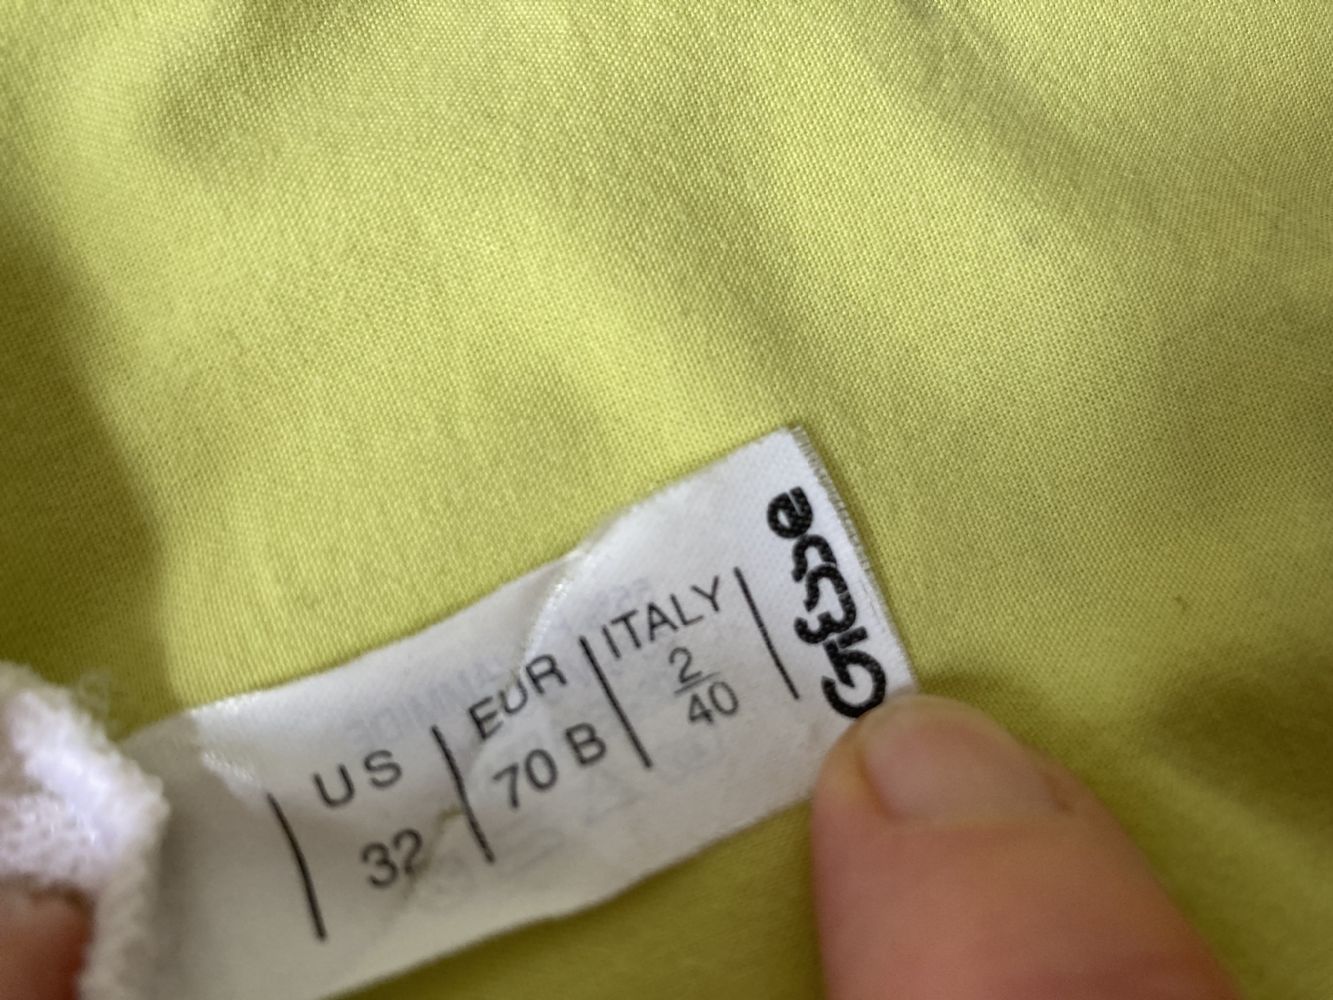 US EUR ITALY
32 70 B 2/40